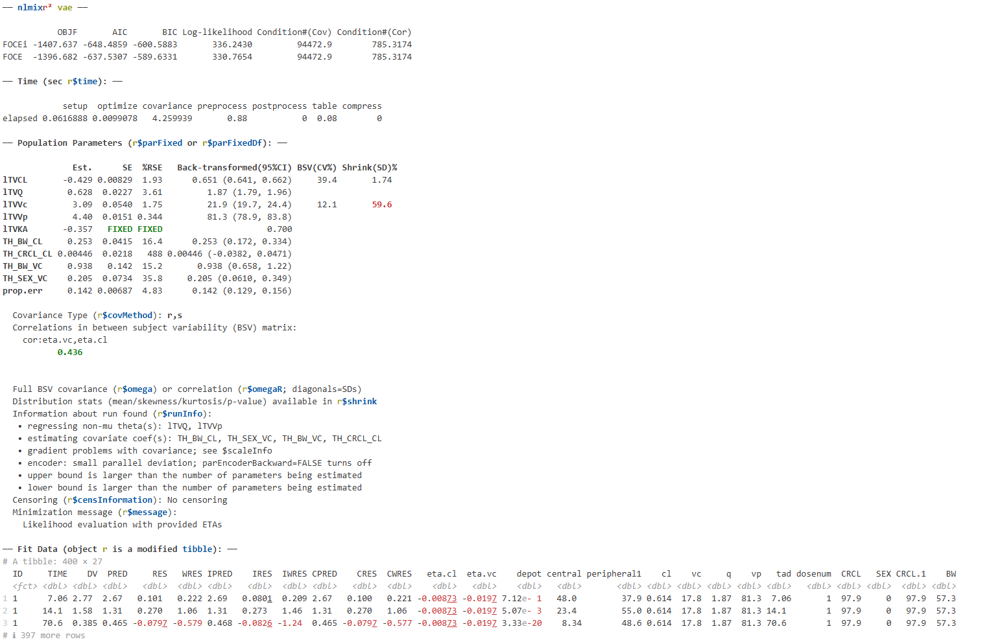 ── nlmixr² vae ──
          OBJF       AIC       BIC Log-likelihood Condition#(Cov) Condition#(Cor)
FOCEi -1407.637 -648.4859 -600.5883       336.2430         94472.9        785.3174
FOCE  -1396.682 -637.5307 -589.6331       330.7654         94472.9        785.3174
── Time (sec r$time): ──
            setup  optimize covariance preprocess postprocess table compress
elapsed 0.0616888 0.0099078   4.259939       0.88           0  0.08        0
── Population Parameters (r$parFixed or r$parFixedDf): ──
              Est.      SE  %RSE   Back-transformed(95%CI) BSV(CV%) Shrink(SD)%
lTVCL       -0.429 0.00829  1.93      0.651 (0.641, 0.662)     39.4       1.74
lTVQ         0.628  0.0227  3.61         1.87 (1.79, 1.96)
lTVVc         3.09  0.0540  1.75         21.9 (19.7, 24.4)     12.1       59.6
lTVVp         4.40  0.0151 0.344         81.3 (78.9, 83.8)
lTVKA       -0.357   FIXED FIXED                     0.700
TH_BW_CL     0.253  0.0415  16.4      0.253 (0.172, 0.334)
TH_CRCL_CL 0.00446  0.0218   488 0.00446 (-0.0382, 0.0471)
TH_BW_VC     0.938   0.142  15.2       0.938 (0.658, 1.22)
TH_SEX_VC    0.205  0.0734  35.8     0.205 (0.0610, 0.349)
prop.err     0.142 0.00687  4.83      0.142 (0.129, 0.156)
Covariance Type (r$covMethod): r,s
Correlations in between subject variability (BSV) matrix:
cor:eta.vc,eta.cl
0.436
Full BSV covariance (r$omega) or correlation (r$omegaR; diagonals=SDs)
Distribution stats (mean/skewness/kurtosis/p-value) available in r$shrink
Information about run found (r$runInfo):
• regressing non-mu theta(s): lTVQ, lTVVp
• estimating covariate coef(s): TH_BW_CL, TH_SEX_VC, TH_BW_VC, TH_CRCL_CL
• gradient problems with covariance; see $scaleInfo
• encoder: small parallel deviation; parEncoderBackward=FALSE turns off
• upper bound is larger than the number of parameters being estimated
• lower bound is larger than the number of parameters being estimated
Censoring (r$censInformation): No censoring
Minimization message (r$message):
Likelihood evaluation with provided ETAs
── Fit Data (object r is a modified tibble): ──
# A tibble: 400 × 27
ID TIME DV PRED RES WRES IPRED IRES IWRES CPRED CRES CWRES eta.cl eta.vc depot central peripheral1 cl vc q vp tad dosenum CRCL SEX CRCL.1 BW
<fct> <dbl> <dbl> <dbl> <dbl> <dbl> <dbl> <dbl> <dbl> <dbl> <dbl> <dbl> <dbl> <dbl> <dbl> <dbl> <dbl> <dbl> <dbl> <dbl> <dbl> <dbl> <dbl> <dbl> <dbl> <dbl> <dbl>
1 1 7.06 2.77 2.67 0.101 0.222 2.69 0.0801 0.209 2.67 0.100 0.221 -0.00873 -0.0197 7.12e- 1 48.0 37.9 0.614 17.8 1.87 81.3 7.06 1 97.9 0 97.9 57.3
2 1 14.1 1.58 1.31 0.270 1.06 1.31 0.273 1.46 1.31 0.270 1.06 -0.00873 -0.0197 5.07e- 3 23.4 55.0 0.614 17.8 1.87 81.3 14.1 1 97.9 0 97.9 57.3
3 1 70.6 0.385 0.465 -0.0797 -0.579 0.468 -0.0826 -1.24 0.465 -0.0797 -0.577 -0.00873 -0.0197 3.33e-20 8.34 48.6 0.614 17.8 1.87 81.3 70.6 1 97.9 0 97.9 57.3
# ℹ 397 more rows